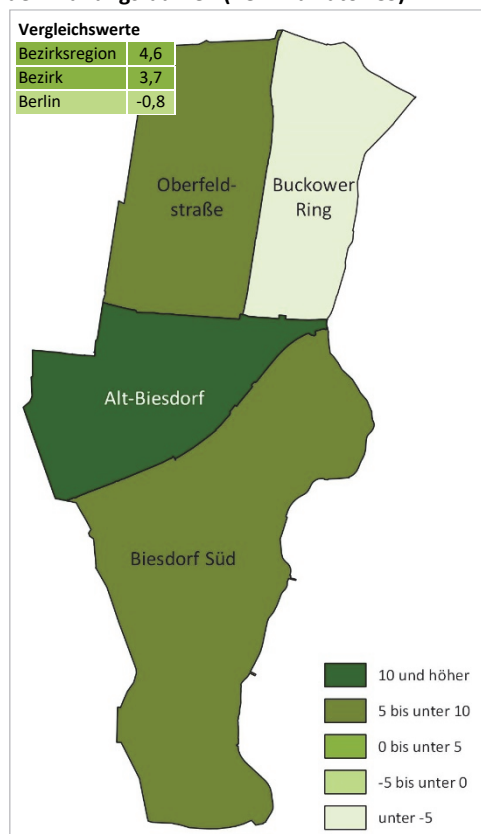 Vergleichswerte
Bezirksregion 4,6
Bezirk 3,7
Berlin -0,8
Oberfeld-
straße
Buckower
Ring
Alt-Biesdorf
Biesdorf Süd
10 und höher
5 bis unter 10
0 bis unter 5
-5 bis unter 0
unter -5